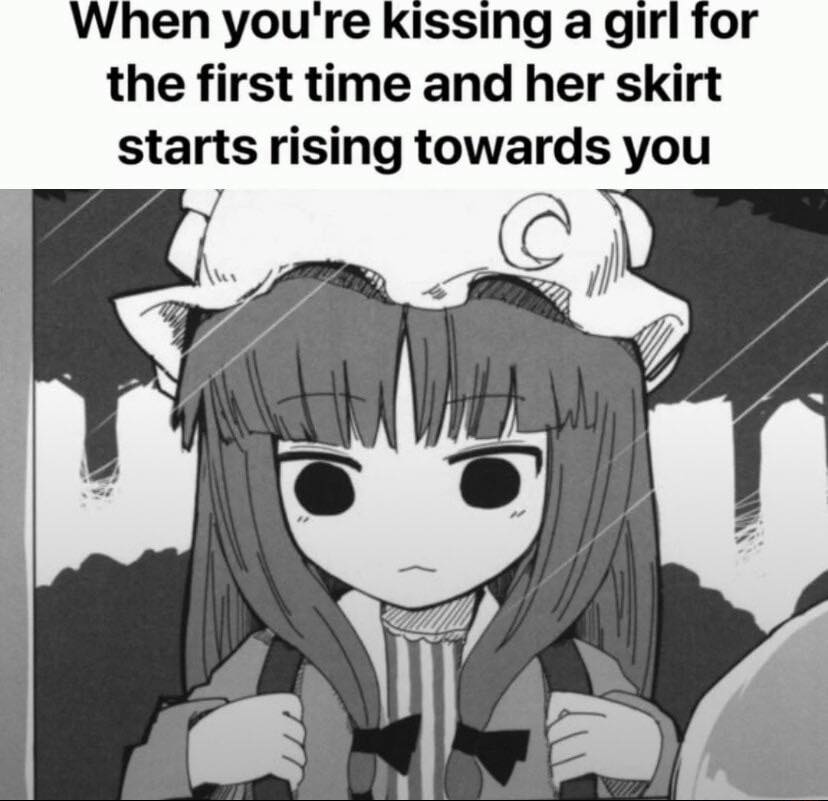 When you're kissing a girl for
the first time and her skirt
starts rising towards you